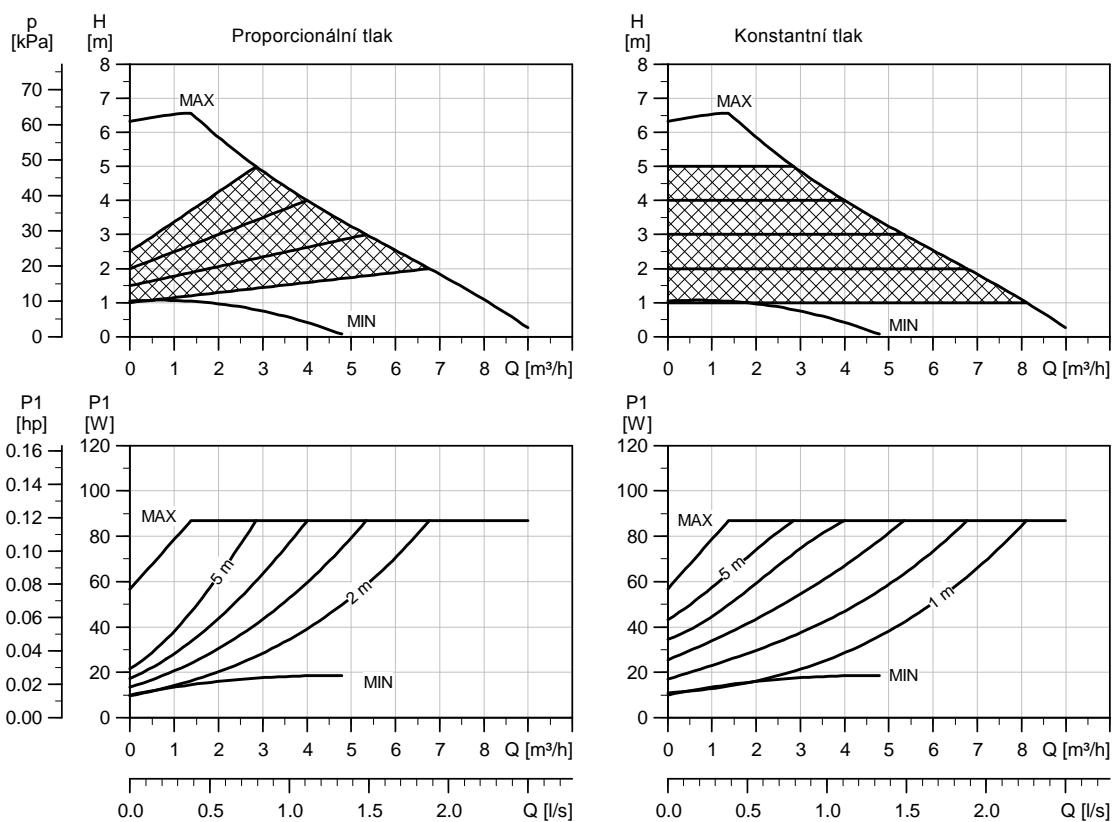 p
[kPa]
H
[m]
Proporcionální tlak
H
[m]
Konstantní tlak
70
60
50
40
30
20
10
0
8
7
6
5
4
3
2
1
0
MAX
MIN
0 1 2 3 4 5 6 7 8 Q [m³/h]
8
7
6
5
4
3
2
1
0
MAX
MIN
0 1 2 3 4 5 6 7 8 Q [m³/h]
P1
[hp]
P1
[W]
P1
[W]
0.16
0.14
0.12
0.10
0.08
0.06
0.04
0.02
0.00
120
100
80
60
40
20
0
MAX
5 m
2 m
MIN
0 1 2 3 4 5 6 7 8 Q [m³/h]
0.0 0.5 1.0 1.5 2.0 Q [l/s]
120
100
80
60
40
20
0
MAX
5 m
1 m
MIN
0 1 2 3 4 5 6 7 8 Q [m³/h]
0.0 0.5 1.0 1.5 2.0 Q [l/s]